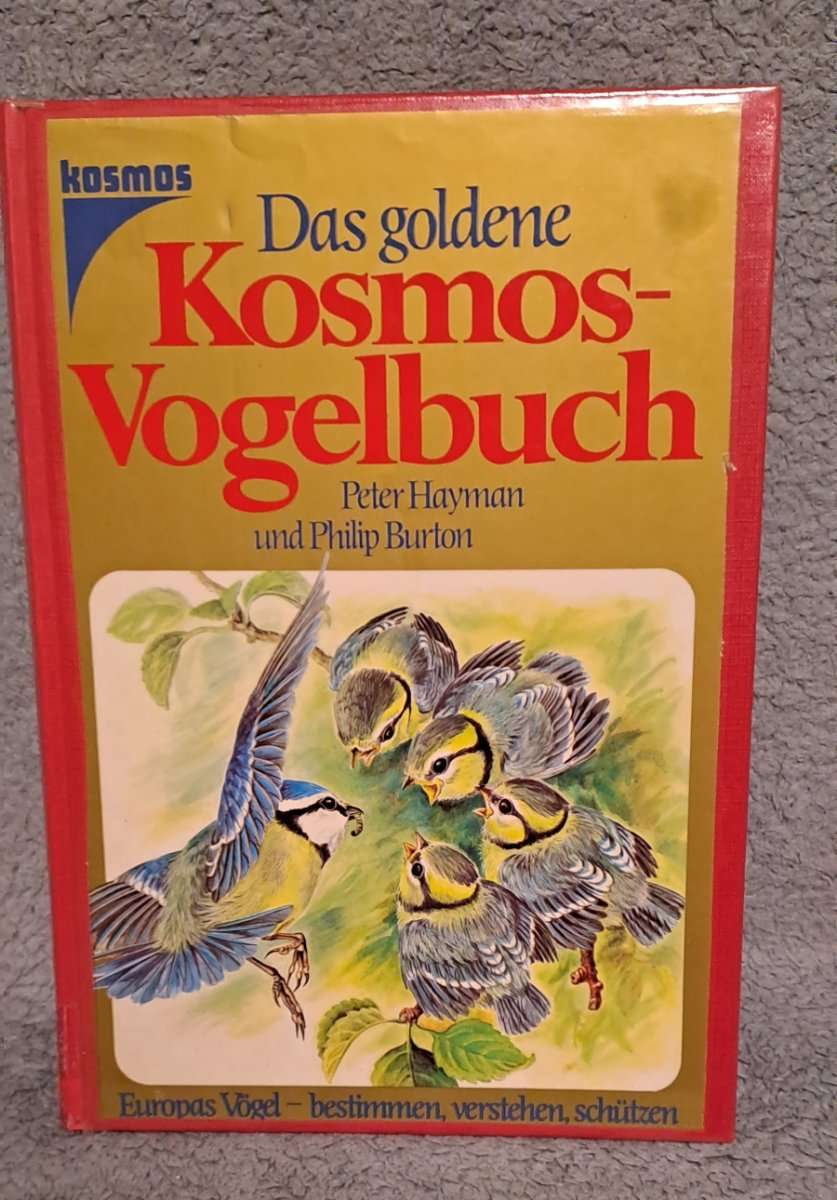 kosmos
Das goldene
Kosmos-
Vogelbuch
Peter Hayman
und Philip Burton
Europas Vögel – bestimmen, verstehen, schützen